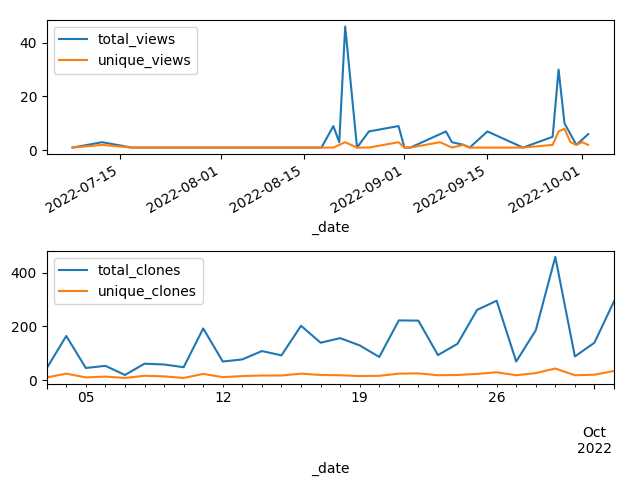 total_views
unique_views
40
20
0
2022-07-15
2022-08-01
2022-08-15
2022-09-01
2022-09-15
2022-10-01
_date
total_clones
unique_clones
400
200
0
05
12
19
26
Oct
2022
_date